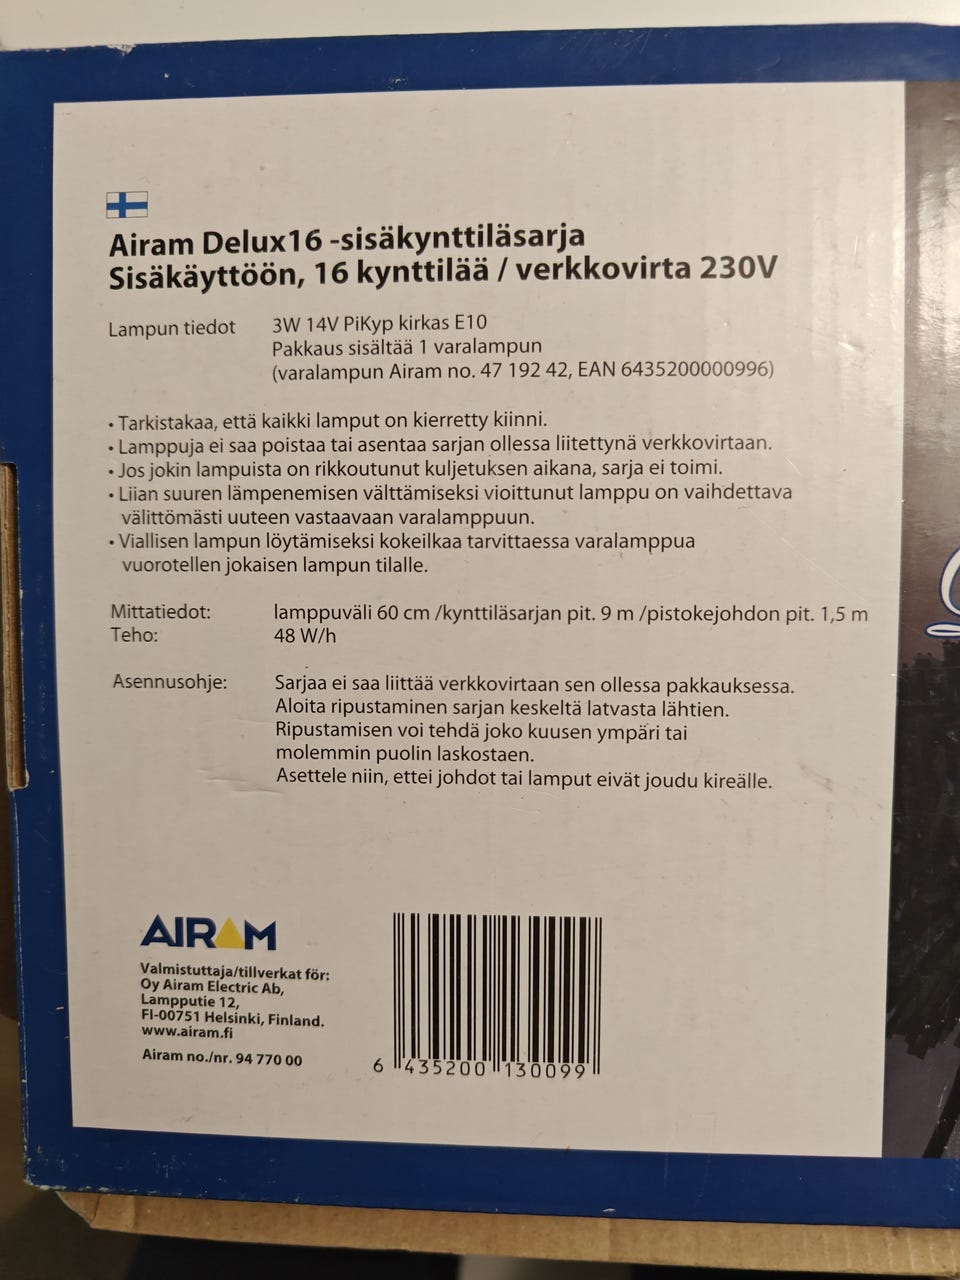 Airam Delux16 -sisäkynttiläsarja
Sisäkäyttöön, 16 kynttilää / verkkovirta 230V
Lampun tiedot 3W 14V PiKyp kirkas E10
Pakkaus sisältää 1 varalampun
(varalampun Airam no. 47 192 42, EAN 6435200000996)
• Tarkistakaa, että kaikki lamput on kierretty kiinni.
• Lamppuja ei saa poistaa tai asentaa sarjan ollessa liitettynä verkkovirtaan.
• Jos jokin lampuista on rikkoutunut kuljetuksen aikana, sarja ei toimi.
• Liian suuren lämpenemisen välttämiseksi vioittunut lamppu on vaihdettava
välittömästi uuteen vastaavaan varalamppuun.
• Viallisen lampun löytämiseksi kokeilkaa tarvittaessa varalamppua
vuorotellen jokaisen lampun tilalle.
Mittatiedot: lamppuväli 60 cm /kynttiläsarjan pit. 9 m /pistokejohdon pit. 1,5 m
Teho: 48 W/h
Asennusohje: Sarjaa ei saa liittää verkkovirtaan sen ollessa pakkauksessa.
Aloita ripustaminen sarjan keskeltä latvasta lähtien.
Ripustamisen voi tehdä joko kuusen ympäri tai
molemmin puolin laskostaen.
Asettele niin, ettei johdot tai lamput eivät joudu kireälle.
AIRAM
Valmistuttaja/tillverkat för:
Oy Airam Electric Ab,
Lampputie 12,
FI-00751 Helsinki, Finland.
www.airam.fi
Airam no./nr. 94 770 00
6 435200 130099